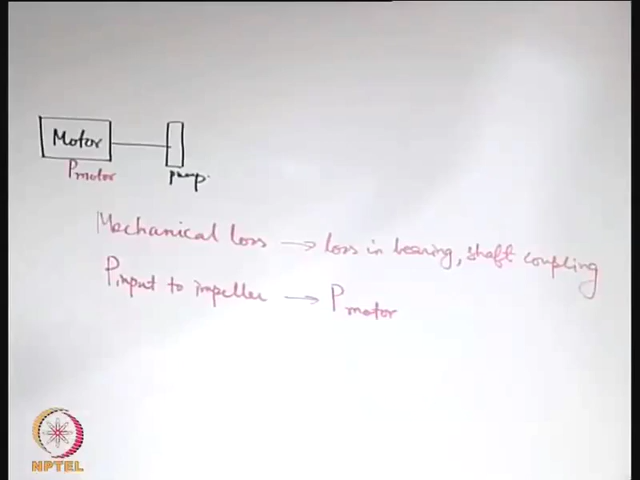 Motor
Pmotor
pump.
Mechanical loss → loss in bearing, shaft coupling
Pinput to impeller → Pmotor
NPTEL